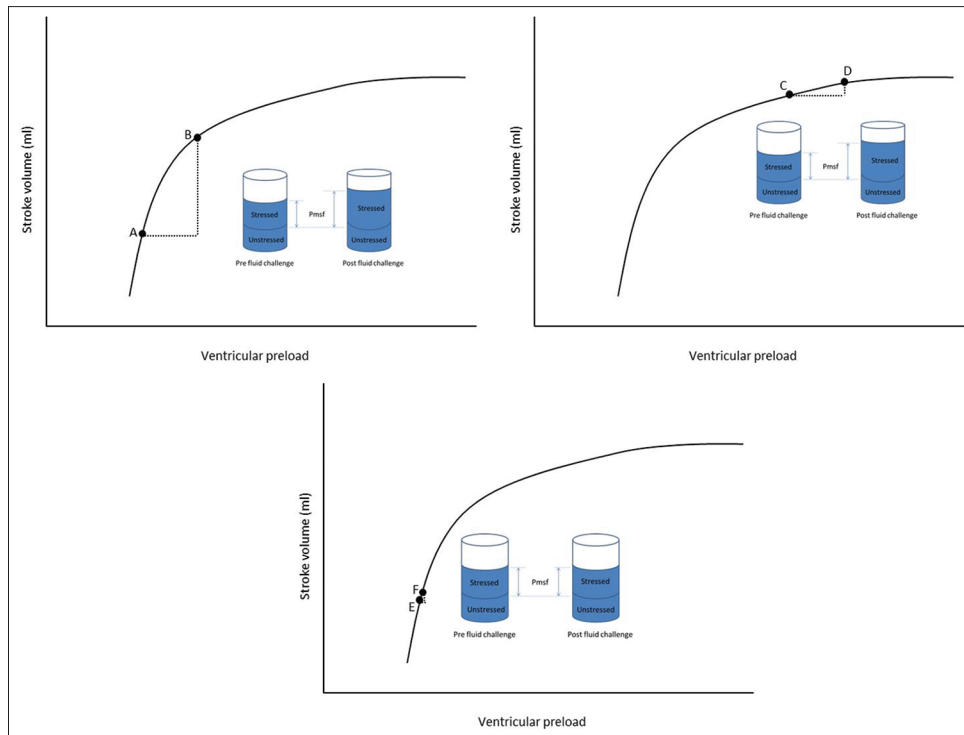 Stroke volume (ml)
A
B
Stressed
Unstressed
Pmsf
Stressed
Unstressed
Pre fluid challenge
Post fluid challenge
Ventricular preload
Stroke volume (ml)
C
D
Stressed
Unstressed
Pmsf
Stressed
Unstressed
Pre fluid challenge
Post fluid challenge
Ventricular preload
Stroke volume (ml)
F
E
Stressed
Unstressed
Pmsf
Stressed
Unstressed
Pre fluid challenge
Post fluid challenge
Ventricular preload